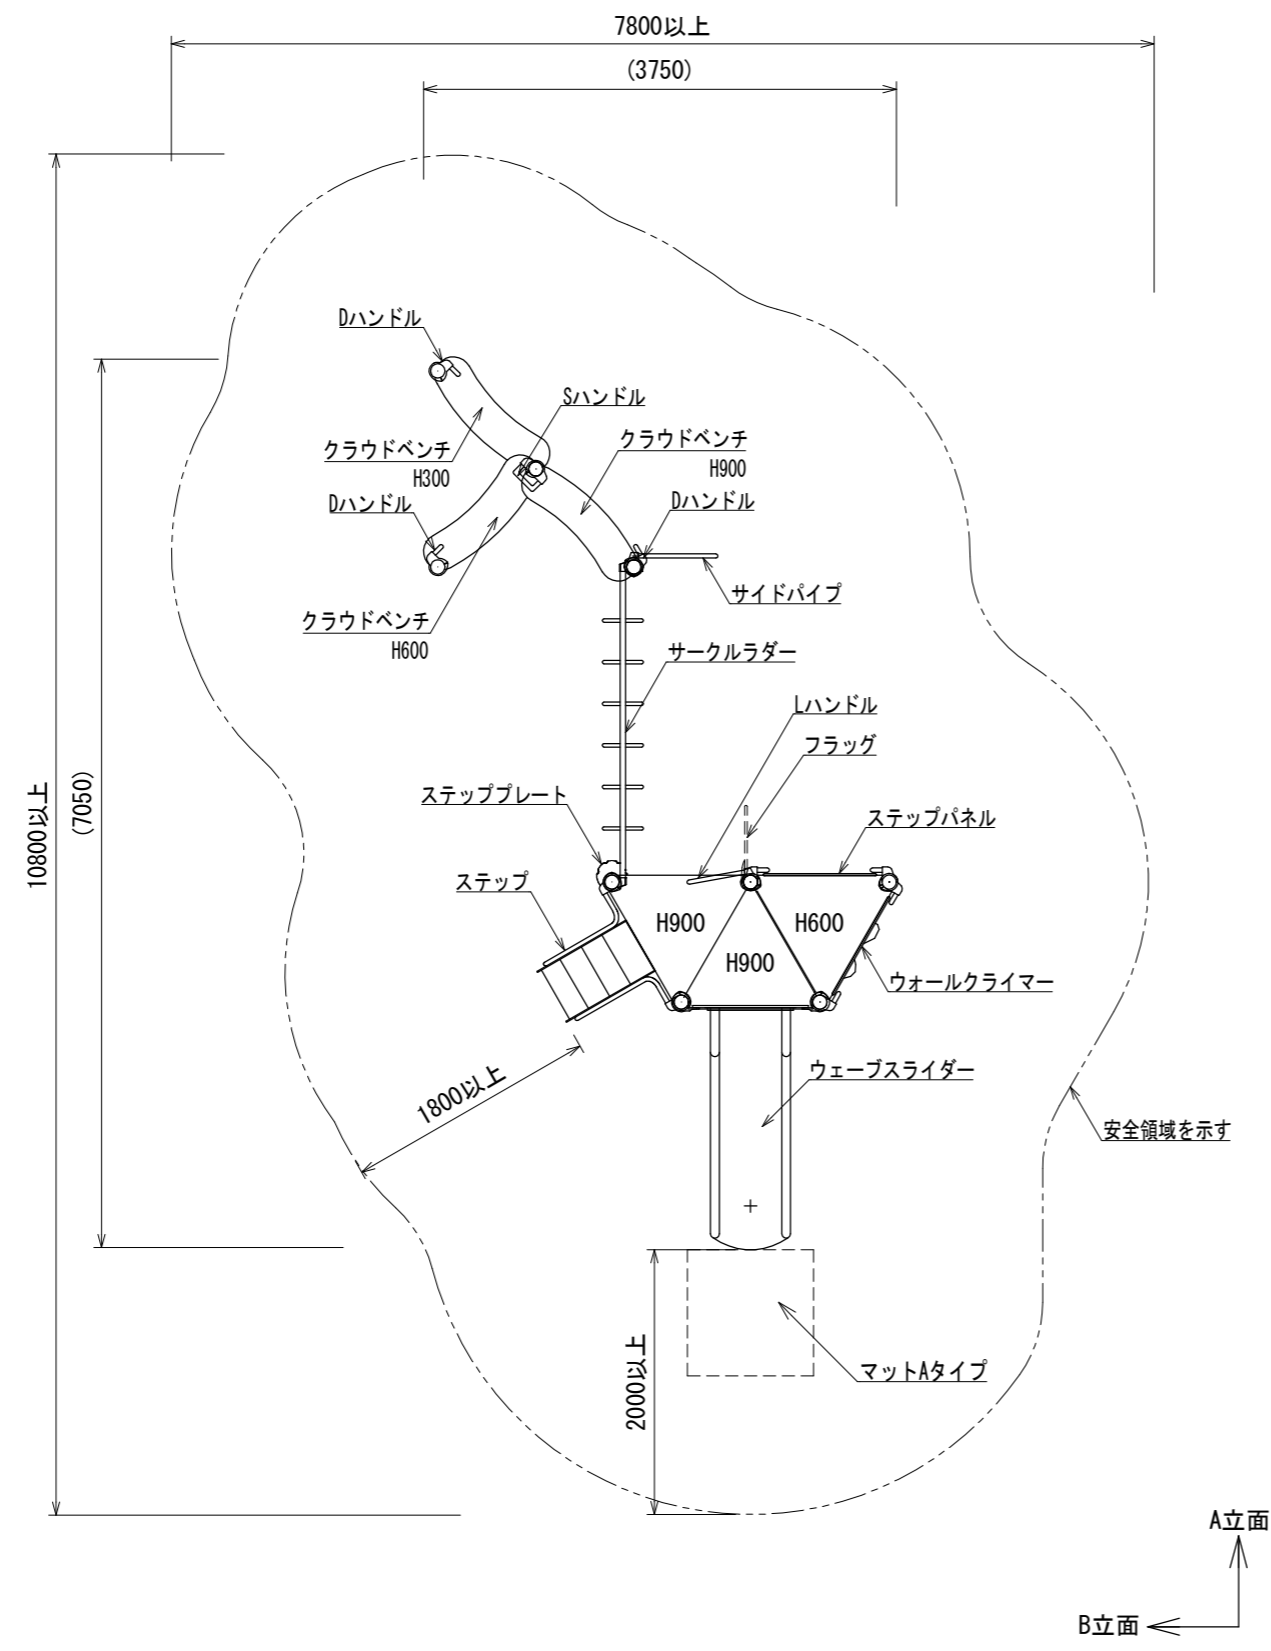 7800以上
(3750)
Dハンドル
Sハンドル
クラウドベンチ
H300
クラウドベンチ
H900
Dハンドル
Dハンドル
サイドパイプ
クラウドベンチ
H600
サークルラダー
Lハンドル
フラッグ
10800以上
(7050)
ステッププレート
ステップパネル
ステップ
H900
H600
H900
ウォールクライマー
ウェーブスライダー
1800以上
安全領域を示す
2000以上
マットAタイプ
A立面
B立面